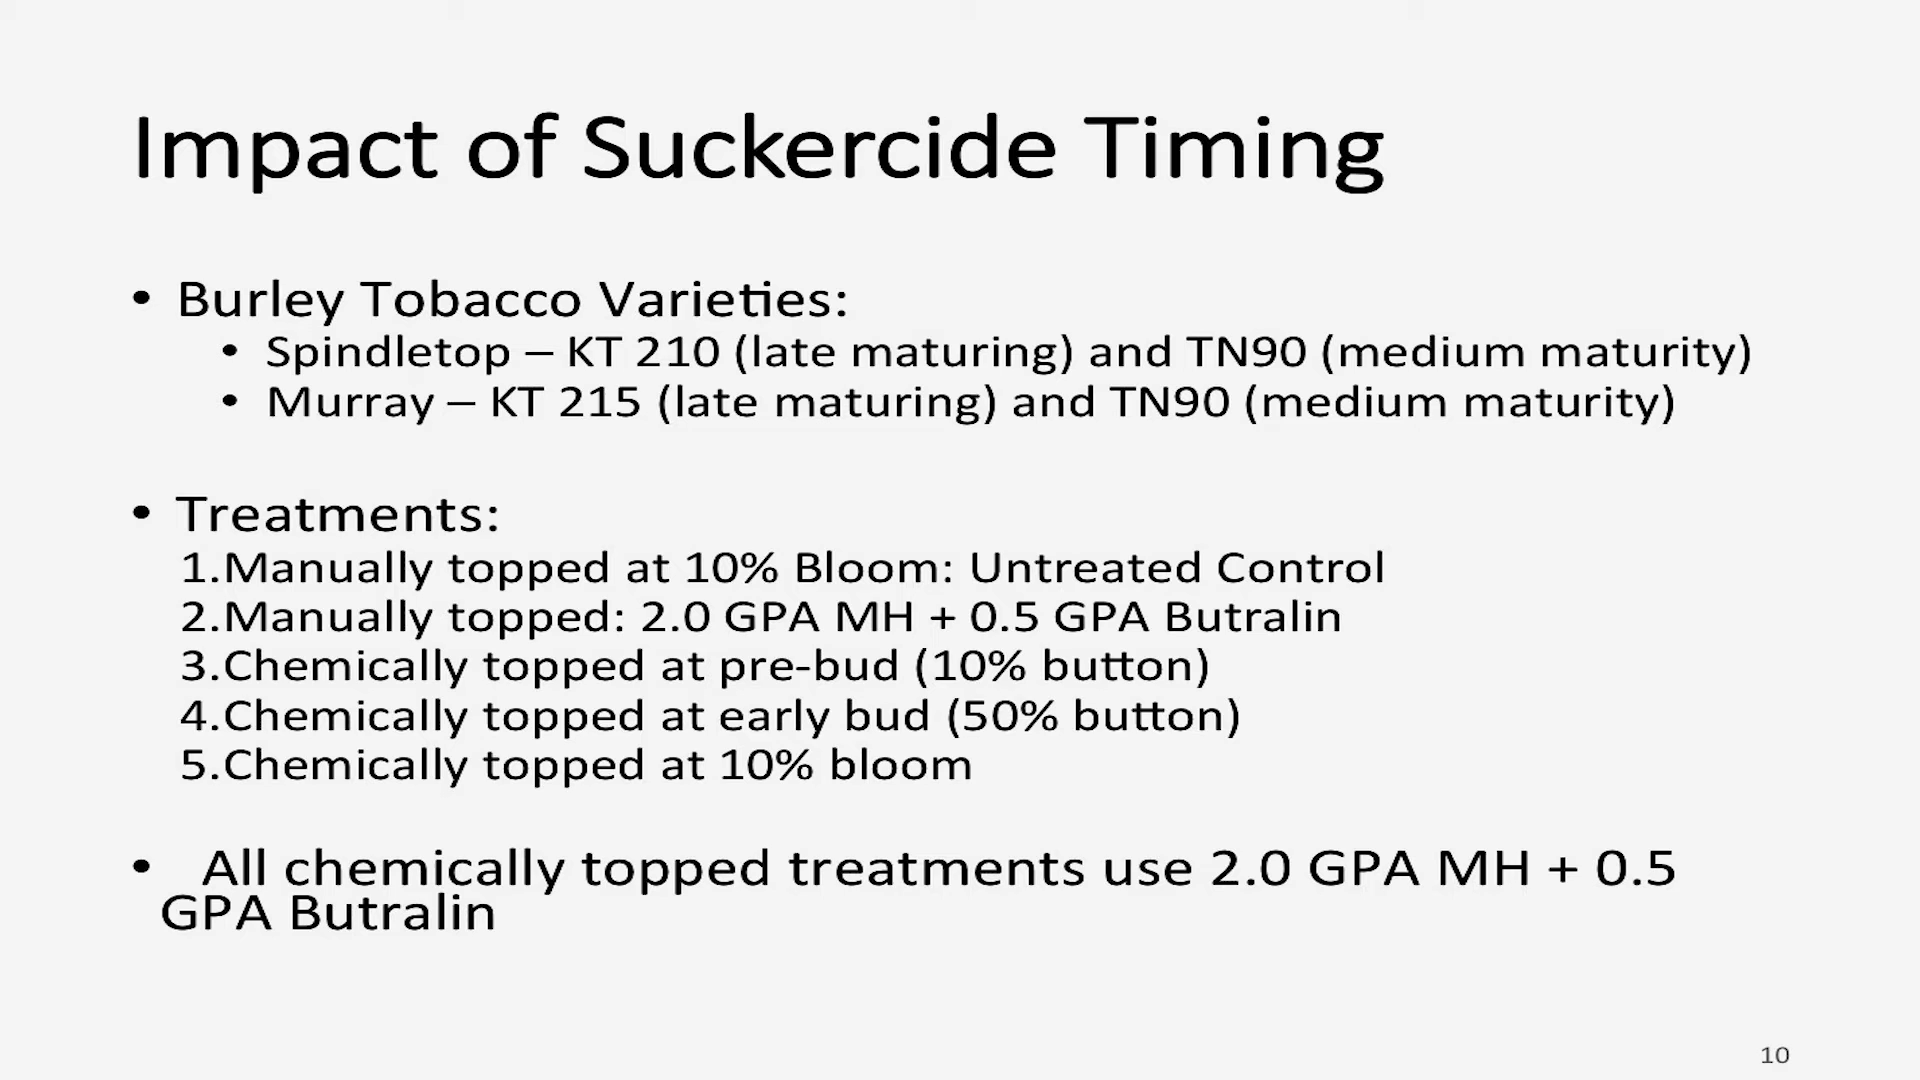 Impact of Suckercide Timing
• Burley Tobacco Varieties:
• Spindletop – KT 210 (late maturing) and TN90 (medium maturity)
• Murray – KT 215 (late maturing) and TN90 (medium maturity)
• Treatments:
1.Manually topped at 10% Bloom: Untreated Control
2.Manually topped: 2.0 GPA MH + 0.5 GPA Butralin
3.Chemically topped at pre-bud (10% button)
4.Chemically topped at early bud (50% button)
5.Chemically topped at 10% bloom
• All chemically topped treatments use 2.0 GPA MH + 0.5
GPA Butralin
10